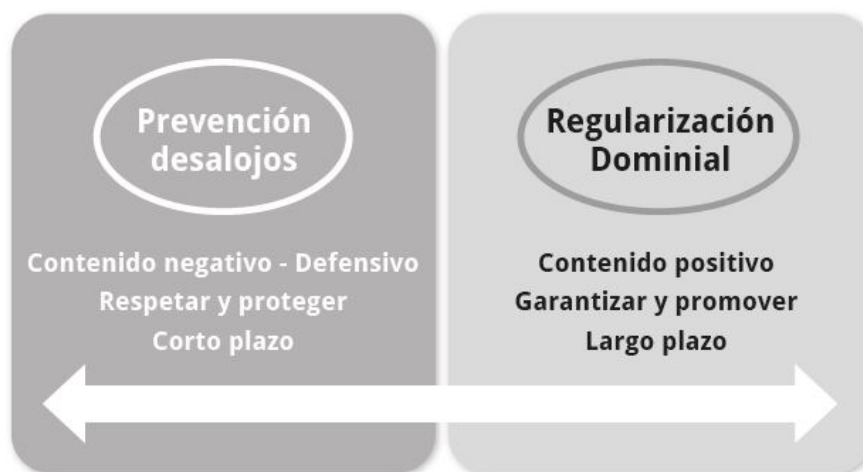 Prevención
desalojos
Contenido negativo - Defensivo
Respetar y proteger
Corto plazo
Regularización
Dominial
Contenido positivo
Garantizar y promover
Largo plazo